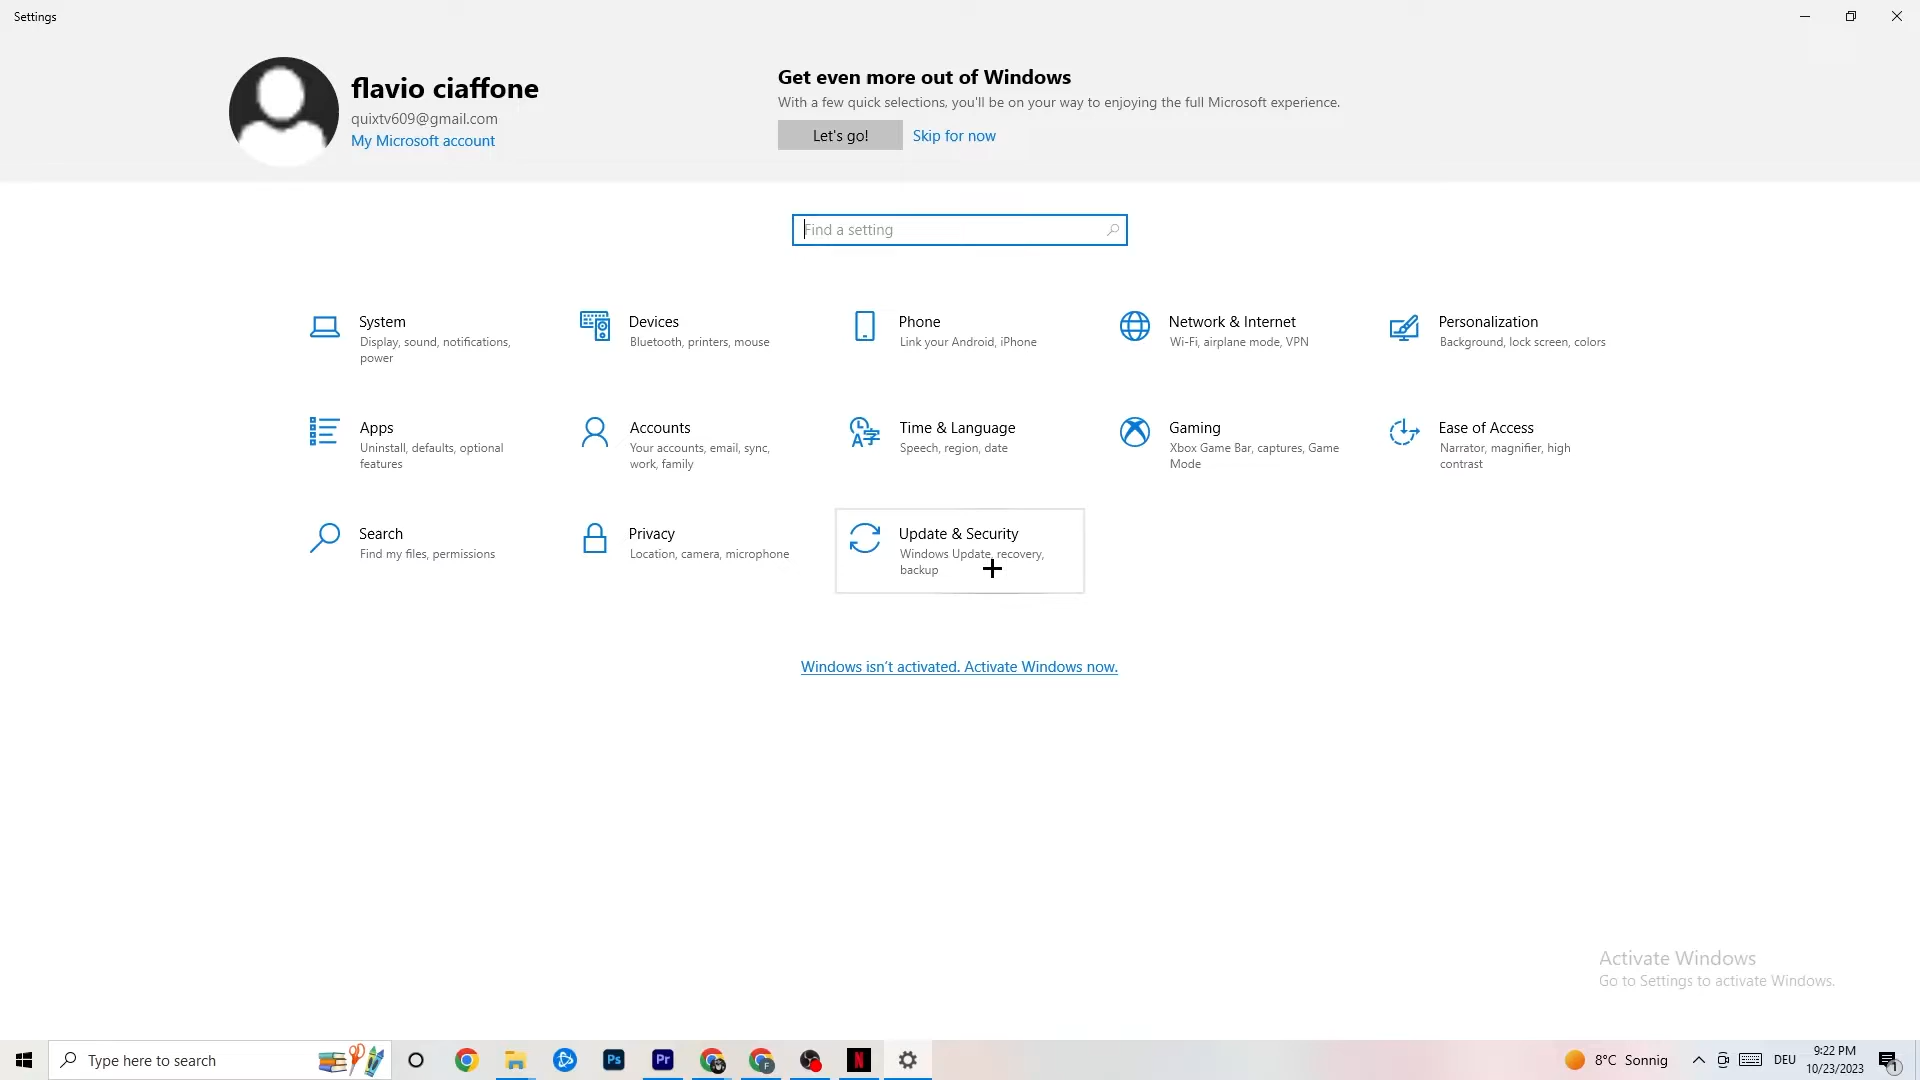 Settings
flavio ciaffone
quixtv609@gmail.com
My Microsoft account
Get even more out of Windows
With a few quick selections, you'll be on your way to enjoying the full Microsoft experience.
Let's go!
Skip for now
Find a setting
System
Display, sound, notifications,
power
Devices
Bluetooth, printers, mouse
Phone
Link your Android, iPhone
Network & Internet
Wi-Fi, airplane mode, VPN
Personalization
Background, lock screen, colors
Apps
Uninstall, defaults, optional
features
Accounts
Your accounts, email, sync,
work, family
Time & Language
Speech, region, date
Gaming
Xbox Game Bar, captures, Game
Mode
Ease of Access
Narrator, magnifier, high
contrast
Search
Find my files, permissions
Privacy
Location, camera, microphone
Update & Security
Windows Update, recovery,
backup
Windows isn't activated. Activate Windows now.
Activate Windows
Go to Settings to activate Windows.
Type here to search
Ps
Pr
F
N
8°C Sonnig
DEU
9:22 PM
10/23/2023
1